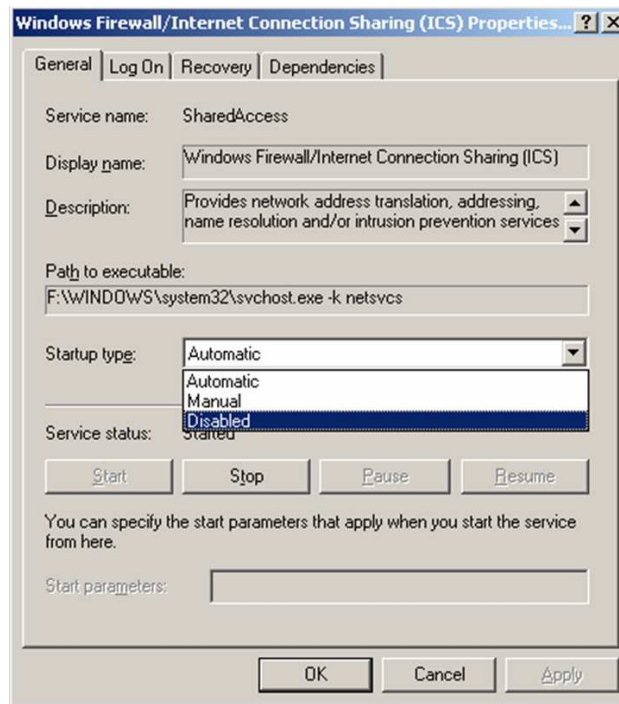 Windows Firewall/Internet Connection Sharing (ICS) Properties...
General Log On Recovery Dependencies
Service name: SharedAccess
Display name: Windows Firewall/Internet Connection Sharing (ICS)
Description: Provides network address translation, addressing,
name resolution and/or intrusion prevention services
Path to executable:
F:\WINDOWS\system32\svchost.exe -k netsvcs
Startup type: Automatic
Automatic
Manual
Disabled
Service status: Started
Start Stop Pause Resume
You can specify the start parameters that apply when you start the service
from here.
Start parameters:
OK Cancel Apply